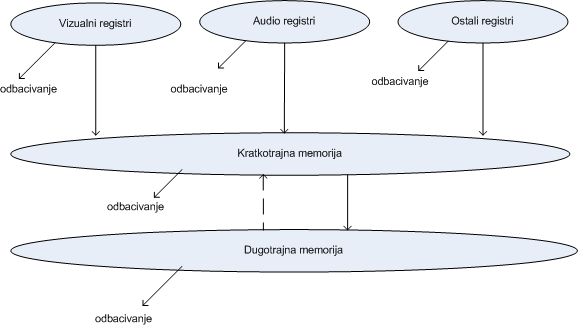 Vizualni registri
Audio registri
Ostali registri
odbacivanje
odbacivanje
odbacivanje
Kratkotrajna memorija
odbacivanje
Dugotrajna memorija
odbacivanje